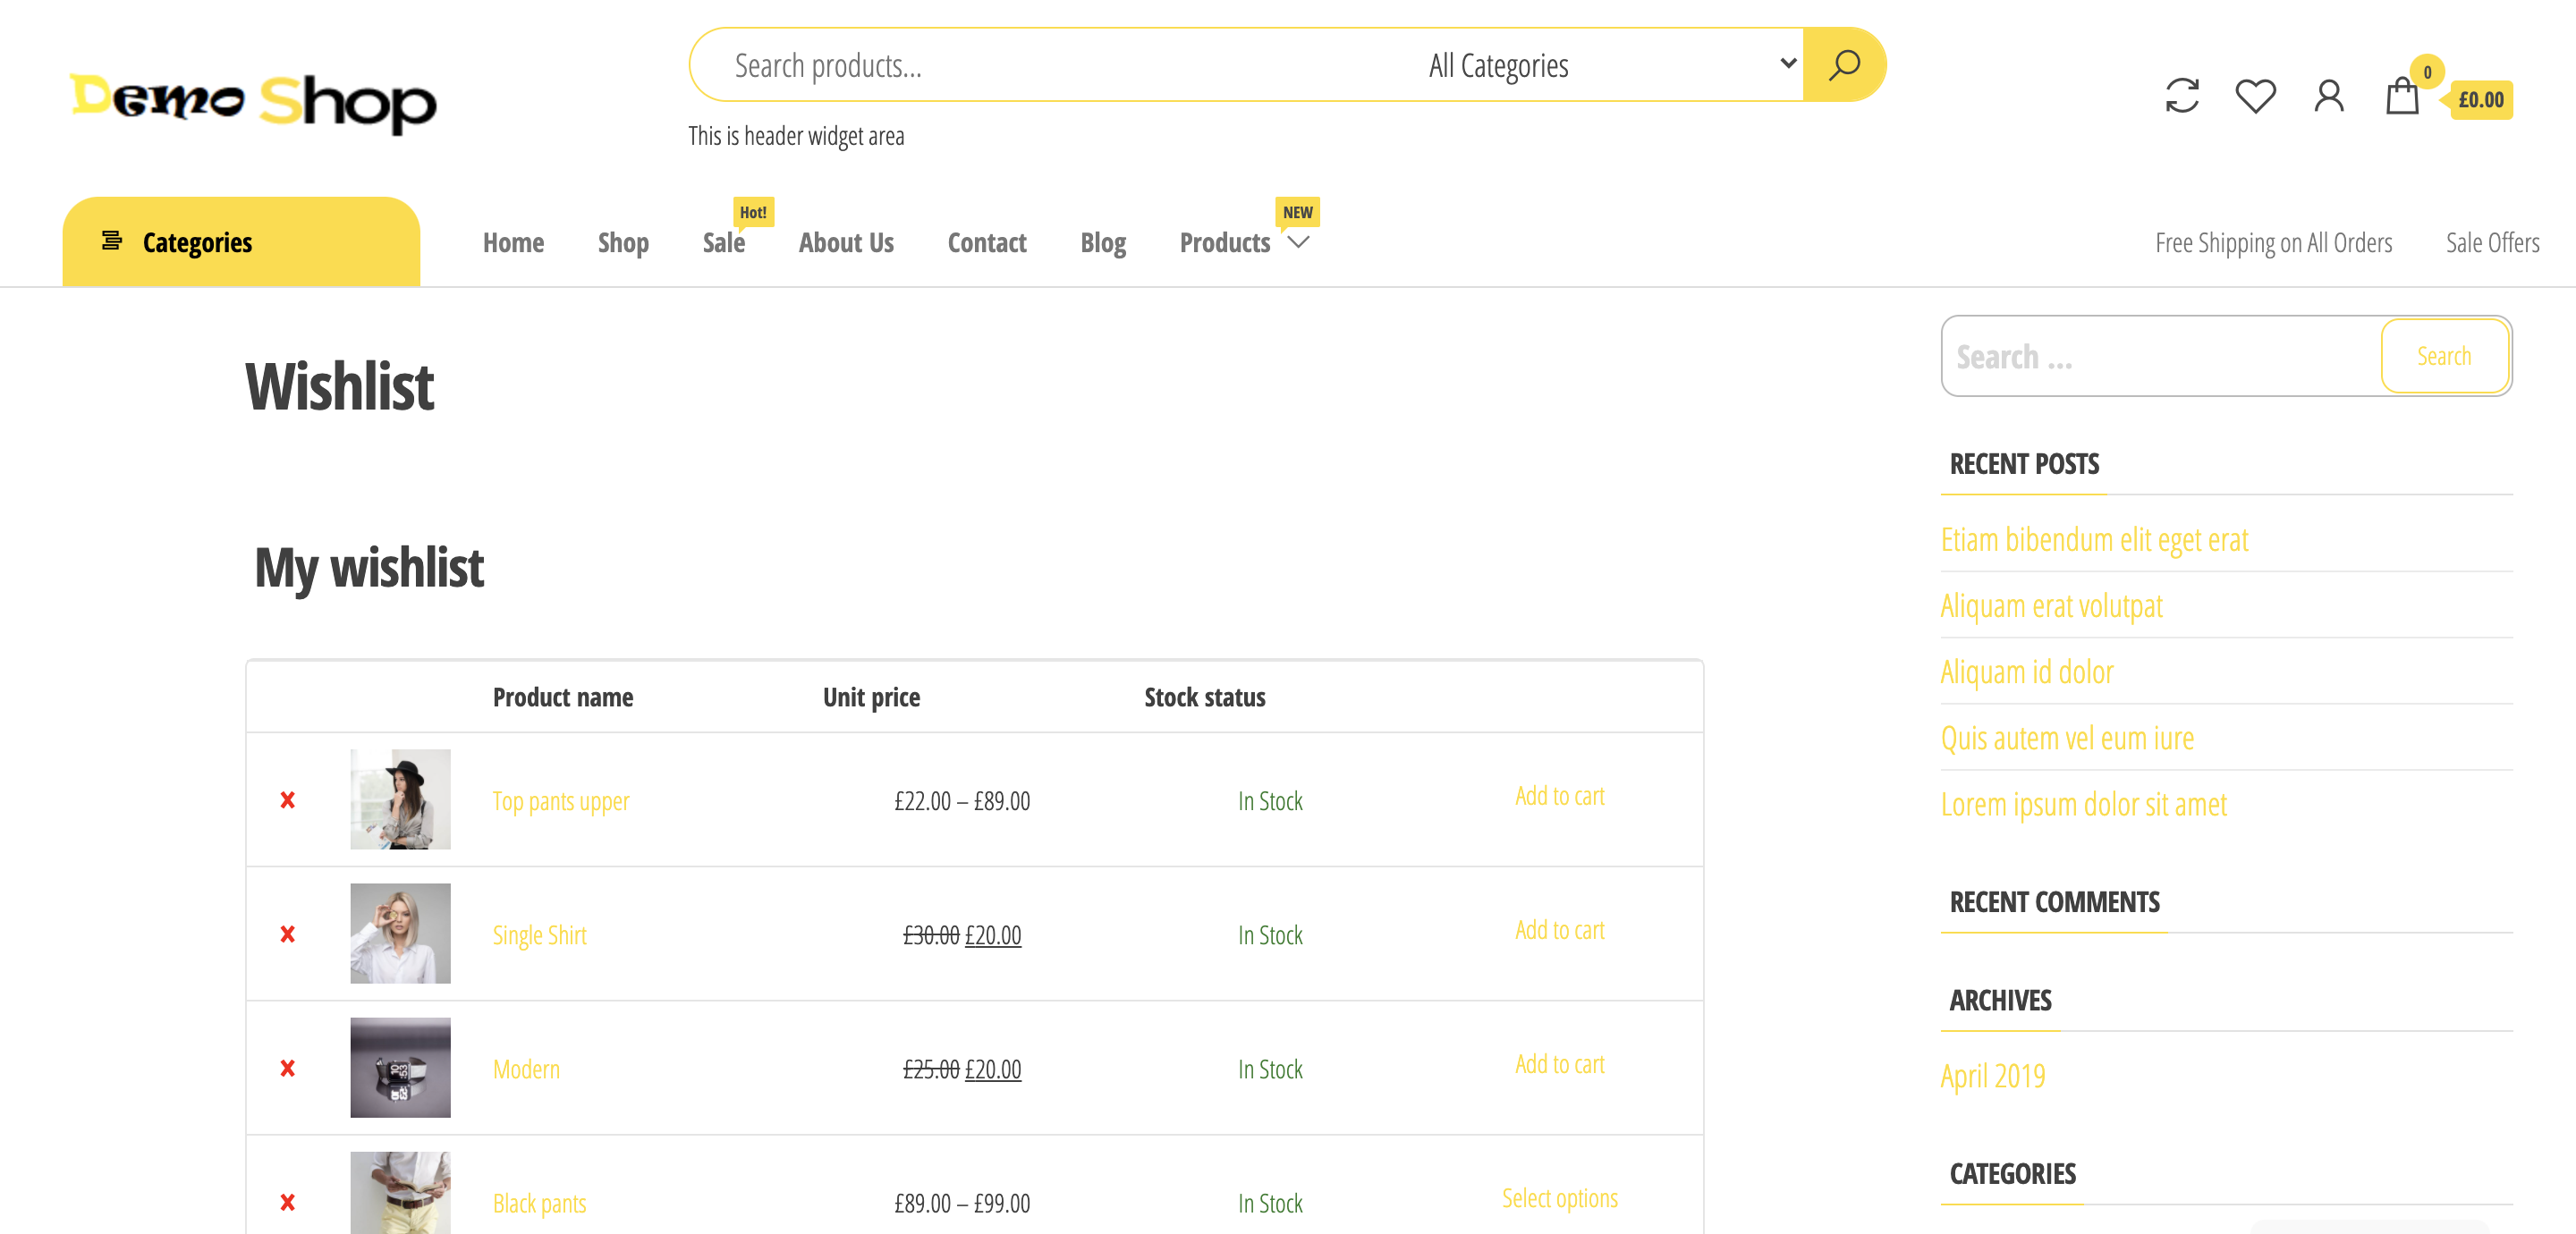 Demo Shop
Search products...
All Categories
This is header widget area
0
£0.00
Categories
Home
Shop
Sale
Hot!
About Us
Contact
Blog
Products
NEW
Free Shipping on All Orders
Sale Offers
Wishlist
My wishlist
Product name Unit price Stock status
Top pants upper £22.00 – £89.00 In Stock Add to cart
Single Shirt £30.00 £20.00 In Stock Add to cart
Modern £25.00 £20.00 In Stock Add to cart
Black pants £89.00 – £99.00 In Stock Select options
Search ...
Search
RECENT POSTS
Etiam bibendum elit eget erat
Aliquam erat volutpat
Aliquam id dolor
Quis autem vel eum iure
Lorem ipsum dolor sit amet
RECENT COMMENTS
ARCHIVES
April 2019
CATEGORIES